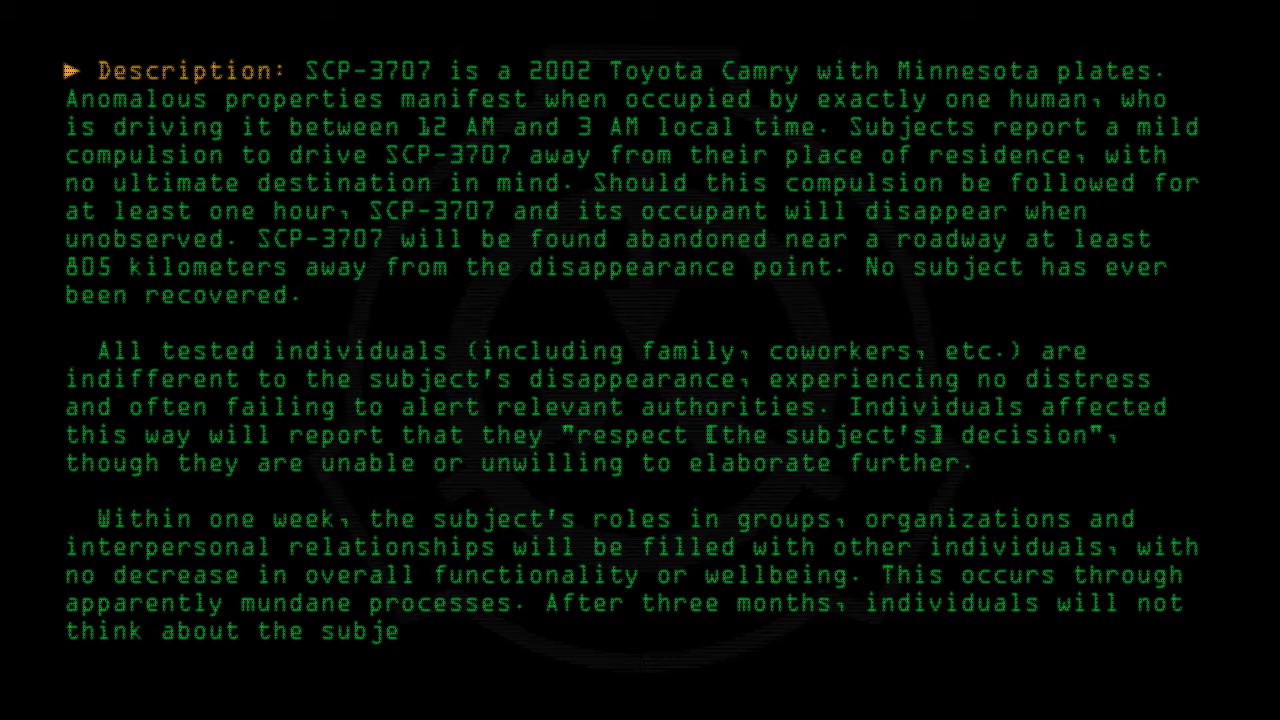 ► Description: SCP-3707 is a 2002 Toyota Camry with Minnesota plates.
Anomalous properties manifest when occupied by exactly one human, who
is driving it between 12 AM and 3 AM local time. Subjects report a mild
compulsion to drive SCP-3707 away from their place of residence, with
no ultimate destination in mind. Should this compulsion be followed for
at least one hour, SCP-3707 and its occupant will disappear when
unobserved. SCP-3707 will be found abandoned near a roadway at least
805 kilometers away from the disappearance point. No subject has ever
been recovered.
All tested individuals (including family, coworkers, etc.) are
indifferent to the subject's disappearance, experiencing no distress
and often failing to alert relevant authorities. Individuals affected
this way will report that they "respect [the subject's] decision",
though they are unable or unwilling to elaborate further.
Within one week, the subject's roles in groups, organizations and
interpersonal relationships will be filled with other individuals, with
no decrease in overall functionality or wellbeing. This occurs through
apparently mundane processes. After three months, individuals will not
think about the subje